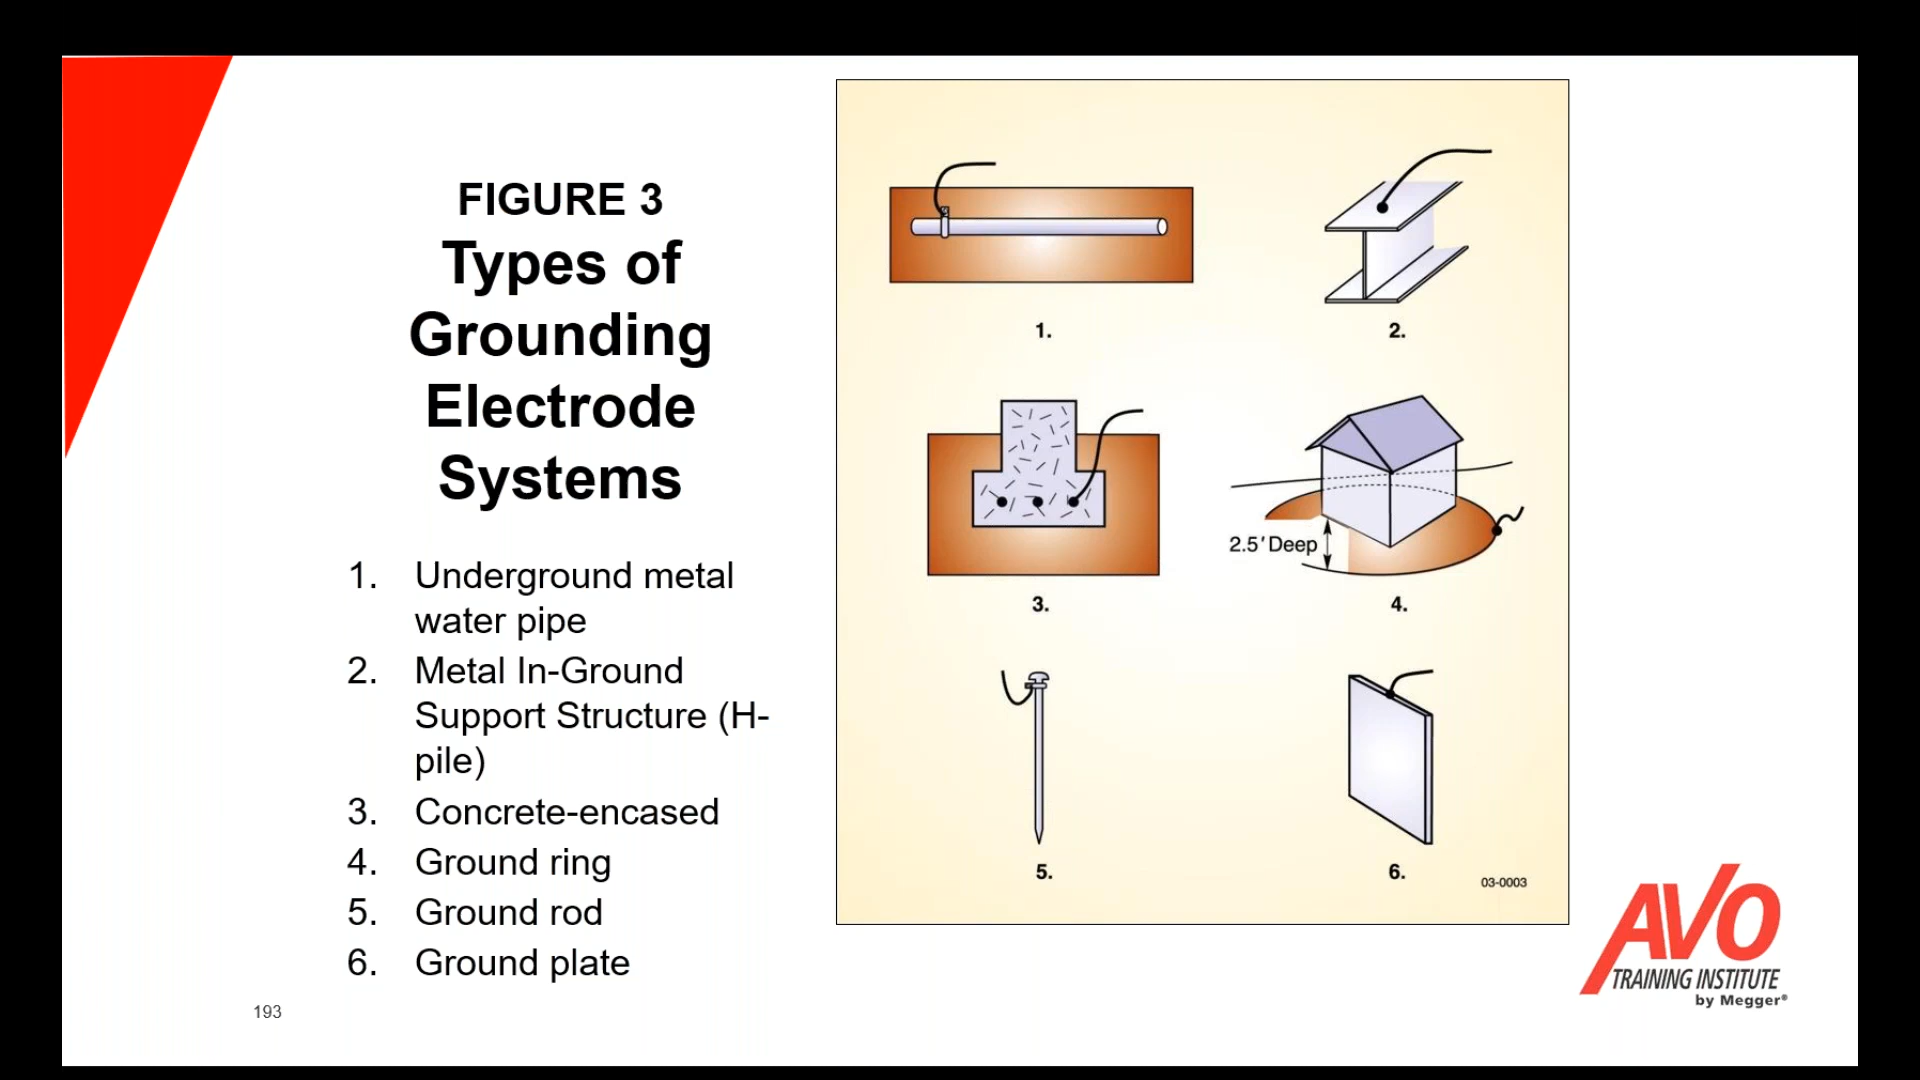 FIGURE 3
Types of
Grounding
Electrode
Systems
1. Underground metal
water pipe
2. Metal In-Ground
Support Structure (H-
pile)
3. Concrete-encased
4. Ground ring
5. Ground rod
6. Ground plate
193
1.
2.
2.5' Deep
3.
4.
5.
6.
03-0003
AVO
TRAINING INSTITUTE
by Megger®